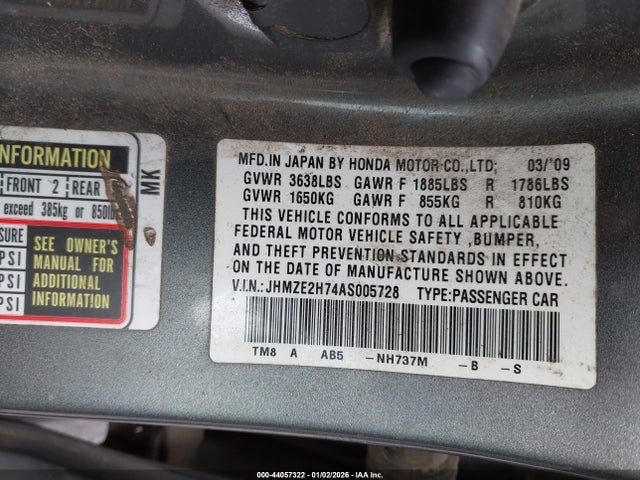 INFORMATION
FRONT 2 REAR
exceed 385kg or 850lb
SURE
PSI
PSI
PSI
SEE OWNER'S
MANUAL FOR
ADDITIONAL
INFORMATION
MK
MFD.IN JAPAN BY HONDA MOTOR CO.,LTD; 03/'09
GVWR 3638LBS GAWR F 1885LBS R 1786LBS
GVWR 1650KG GAWR F 855KG R 810KG
THIS VEHICLE CONFORMS TO ALL APPLICABLE
FEDERAL MOTOR VEHICLE SAFETY ,BUMPER,
AND THEFT PREVENTION STANDARDS IN EFFECT
ON THE DATE OF MANUFACTURE SHOWN ABOVE.
V.I.N.: JHMZE2H74AS005728 TYPE:PASSENGER CAR
TM8 A AB5 -NH737M -B -S
000-44057322 - 01/02/2026 - IAA Inc.